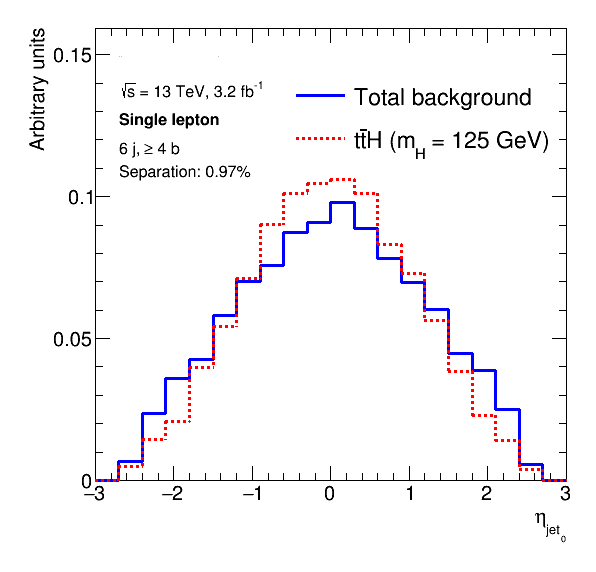 Arbitrary units
0.15
0.1
0.05
0
√s = 13 TeV, 3.2 fb⁻¹
Single lepton
6 j, ≥ 4 b
Separation: 0.97%
Total background
tt̄H (m_H = 125 GeV)
−3 −2 −1 0 1 2 3
η_jet₀